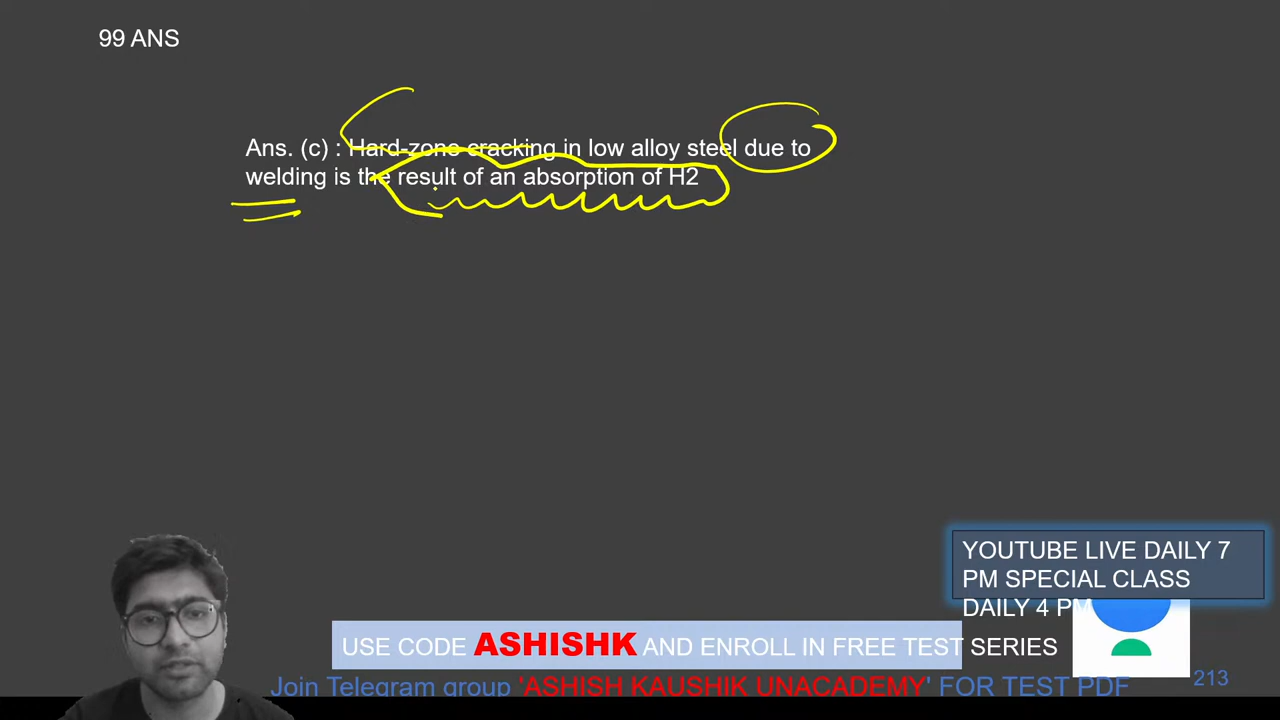 99 ANS
Ans. (c) : Hard-zone cracking in low alloy steel due to
welding is the result of an absorption of H2
YOUTUBE LIVE DAILY 7
PM SPECIAL CLASS
DAILY 4 PM
USE CODE ASHISHK AND ENROLL IN FREE TEST SERIES
Join Telegram group 'ASHISH KAUSHIK UNACADEMY' FOR TEST PDF
213